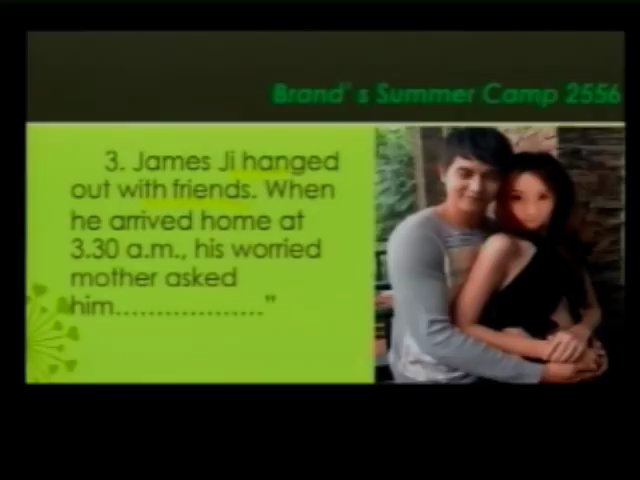 Brand's Summer Camp 2556
3. James Ji hanged
out with friends. When
he arrived home at
3.30 a.m., his worried
mother asked
him..................."